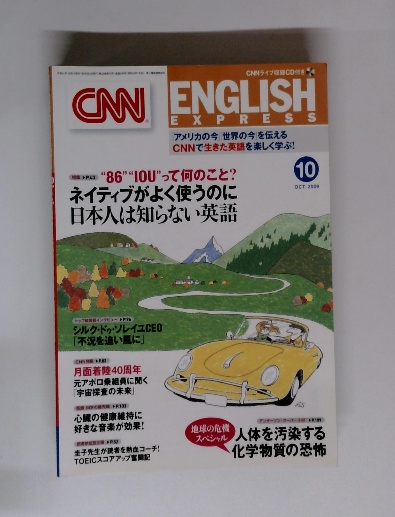 CNNライブ収録CD付き
CNN
ENGLISH
EXPRESS
アメリカの今、世界の今を伝える
CNNで生きた英語を楽しく学ぶ!
10
OCT. 2009
"86" "IOU"って何のこと?
ネイティブがよく使うのに
日本人は知らない英語
シルク・ドゥ・ソレイユCEO
「不況を追い風に」
月面着陸40周年
元アポロ乗組員に聞く
「宇宙探査の未来」
心臓の健康維持に
好きな音楽が効果!
圭子先生が読者を熱血コーチ!
TOEICスコアアップ奮闘記
地球の危機
スペシャル
人体を汚染する
化学物質の恐怖